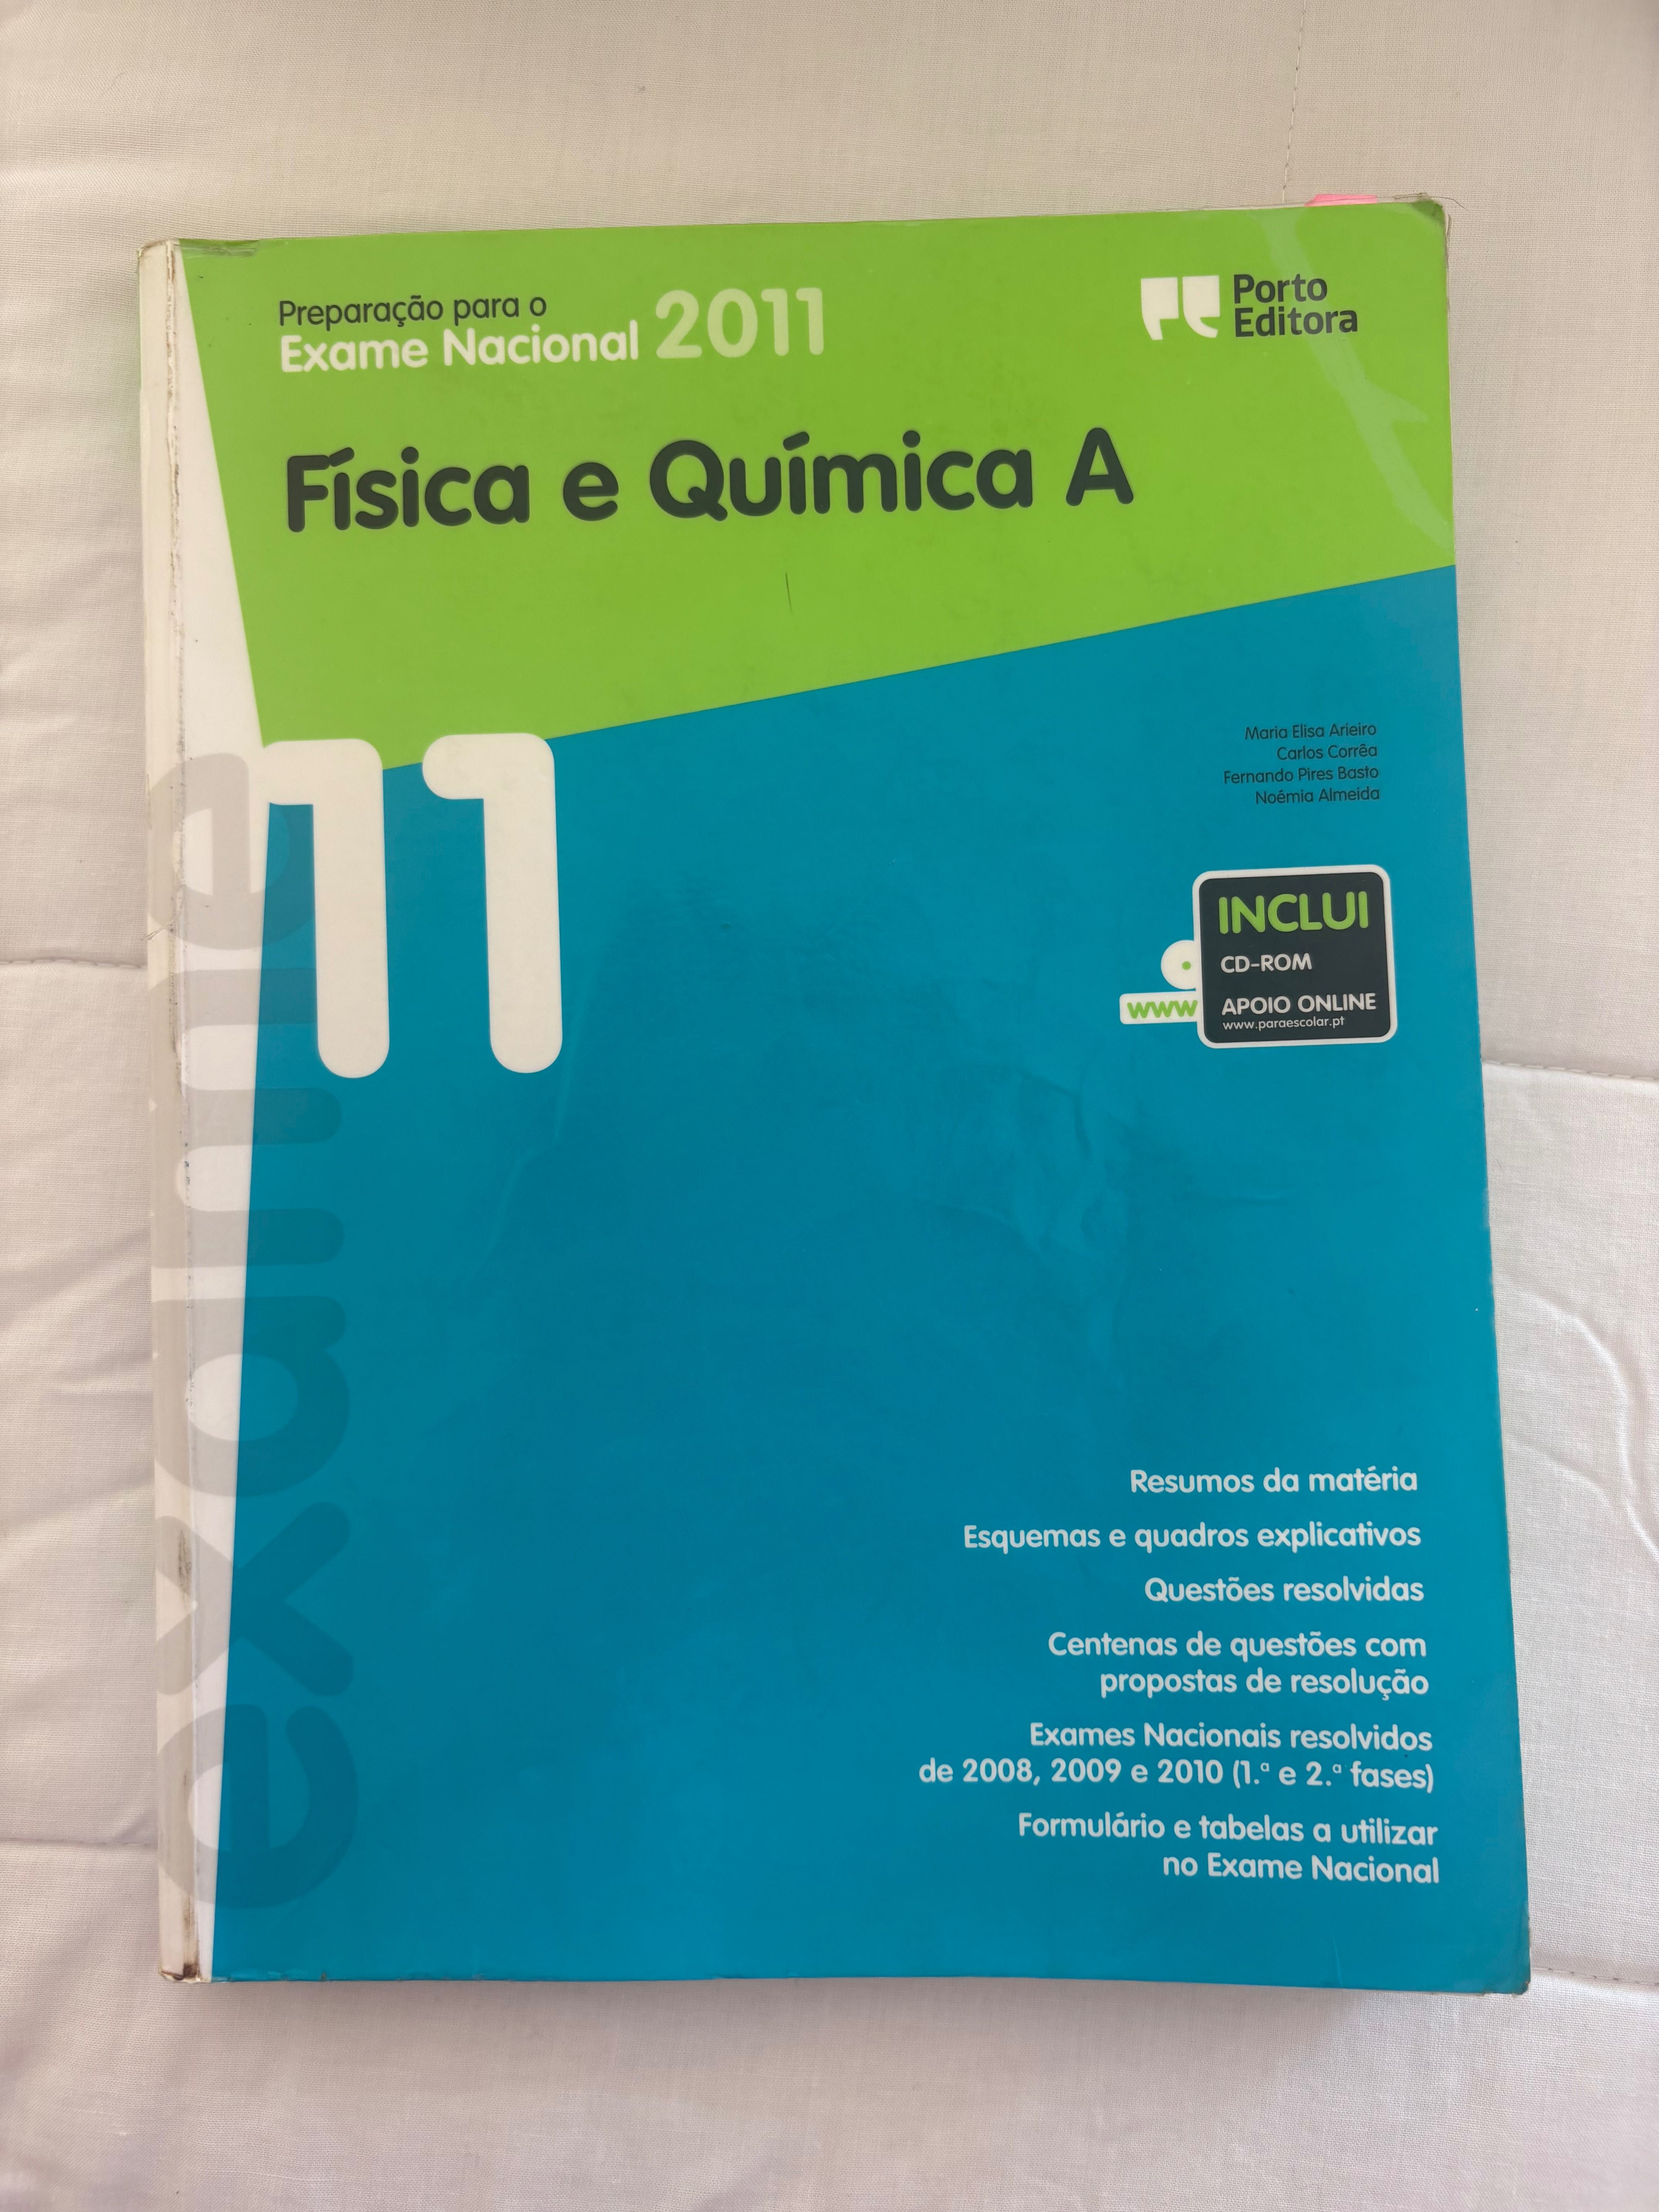 Preparação para o
Exame Nacional 2011
Porto
Editora
Física e Química A
11
exame
Maria Elisa Arieiro
Carlos Corrêa
Fernando Pires Basto
Noémia Almeida
INCLUI
CD-ROM
www
APOIO ONLINE
www.paraescolar.pt
Resumos da matéria
Esquemas e quadros explicativos
Questões resolvidas
Centenas de questões com
propostas de resolução
Exames Nacionais resolvidos
de 2008, 2009 e 2010 (1.ª e 2.ª fases)
Formulário e tabelas a utilizar
no Exame Nacional